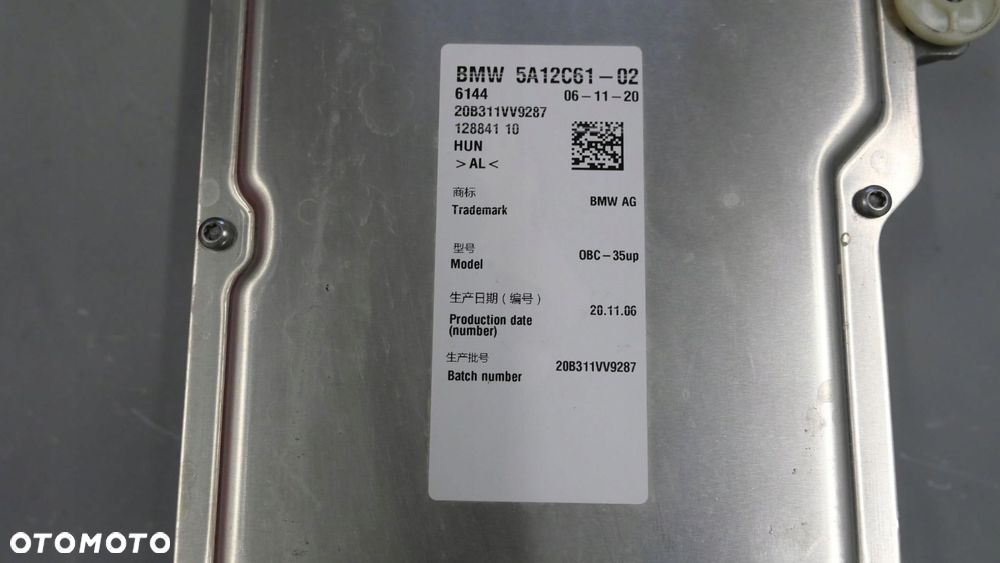 BMW 5A12C61-02
6144 06-11-20
20B311VV9287
128841 10
HUN
>AL<
商标
Trademark BMW AG
型号
Model OBC-35up
生产日期(编号)
Production date
(number) 20.11.06
生产批号
Batch number 20B311VV9287
OTOMOTO